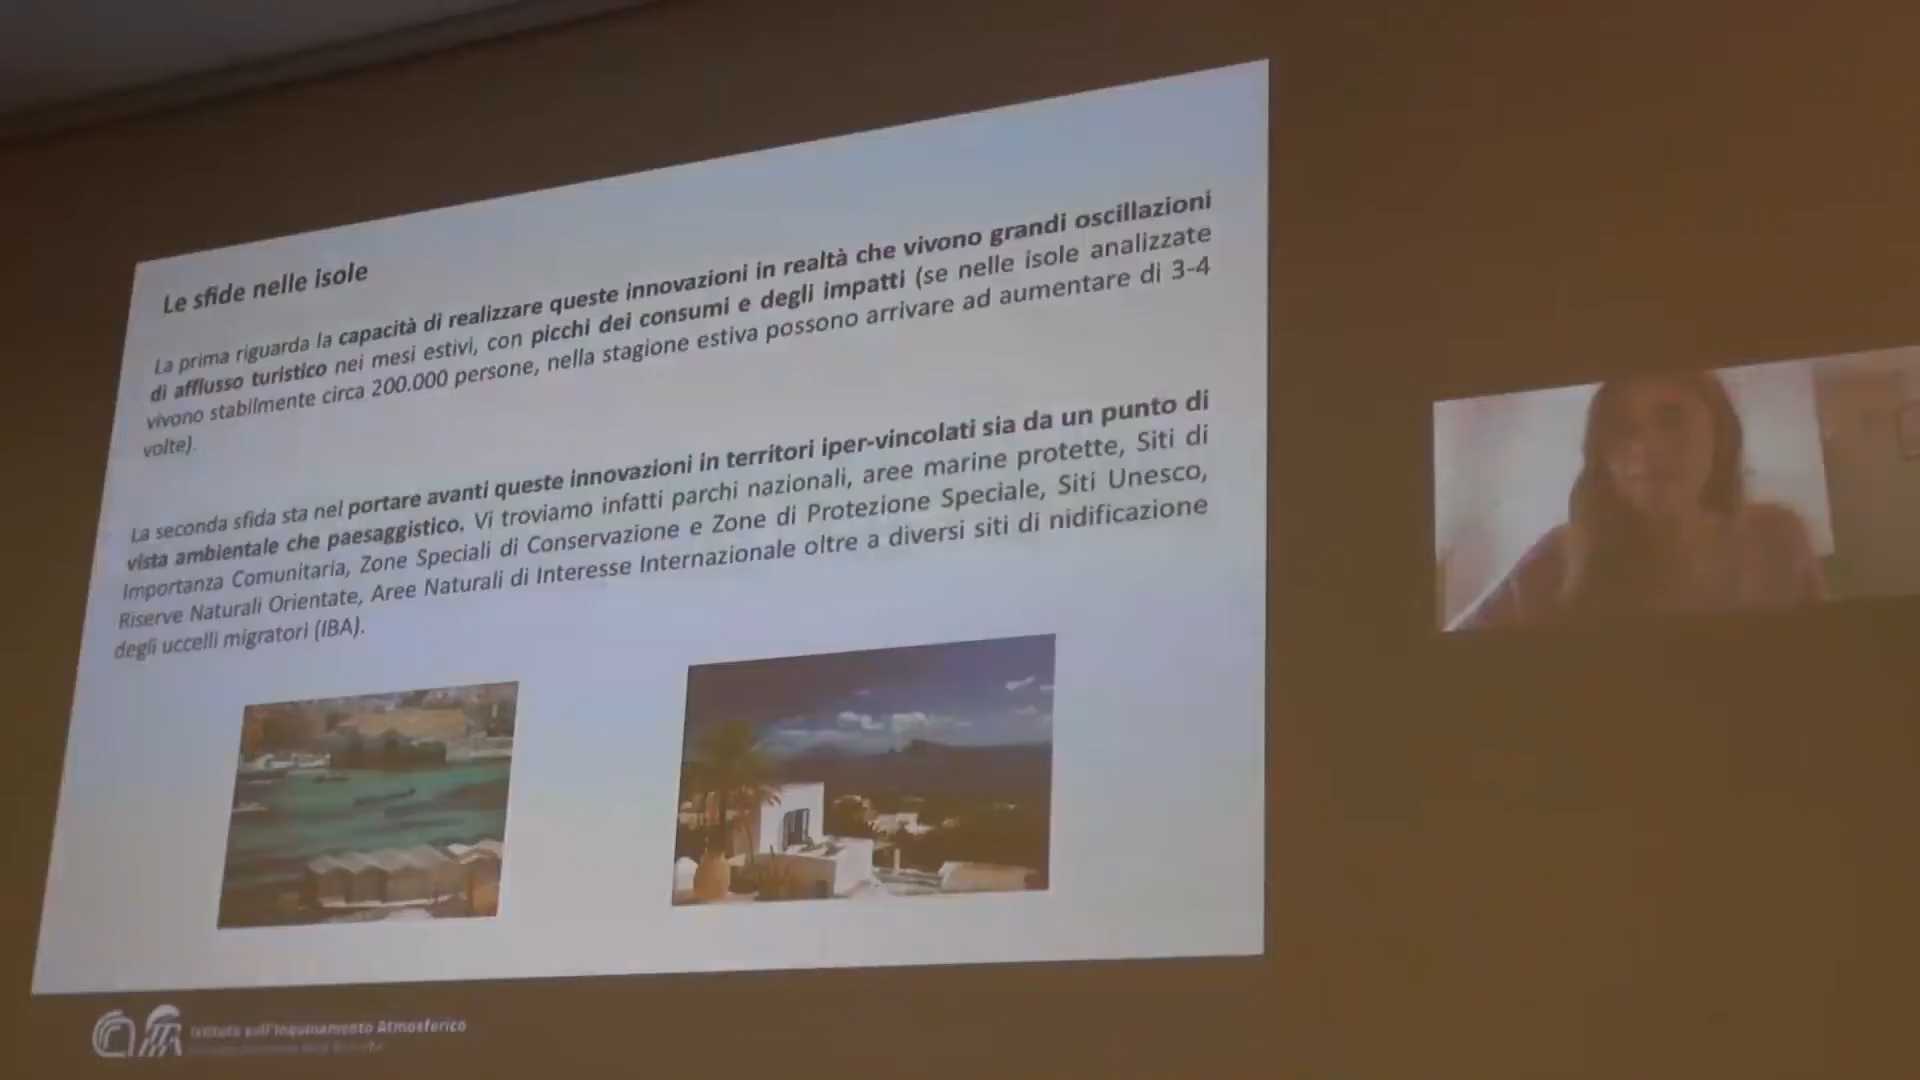 Le sfide nelle isole
La prima riguarda la capacità di realizzare queste innovazioni in realtà che vivono grandi oscillazioni
di afflusso turistico nei mesi estivi, con picchi dei consumi e degli impatti (se nelle isole analizzate
vivono stabilmente circa 200.000 persone, nella stagione estiva possono arrivare ad aumentare di 3-4
volte).
La seconda sfida sta nel portare avanti queste innovazioni in territori iper-vincolati sia da un punto di
vista ambientale che paesaggistico. Vi troviamo infatti parchi nazionali, aree marine protette, Siti di
Importanza Comunitaria, Zone Speciali di Conservazione e Zone di Protezione Speciale, Siti Unesco,
Riserve Naturali Orientate, Aree Naturali di Interesse Internazionale oltre a diversi siti di nidificazione
degli uccelli migratori (IBA).
Istituto sull'Inquinamento Atmosferico